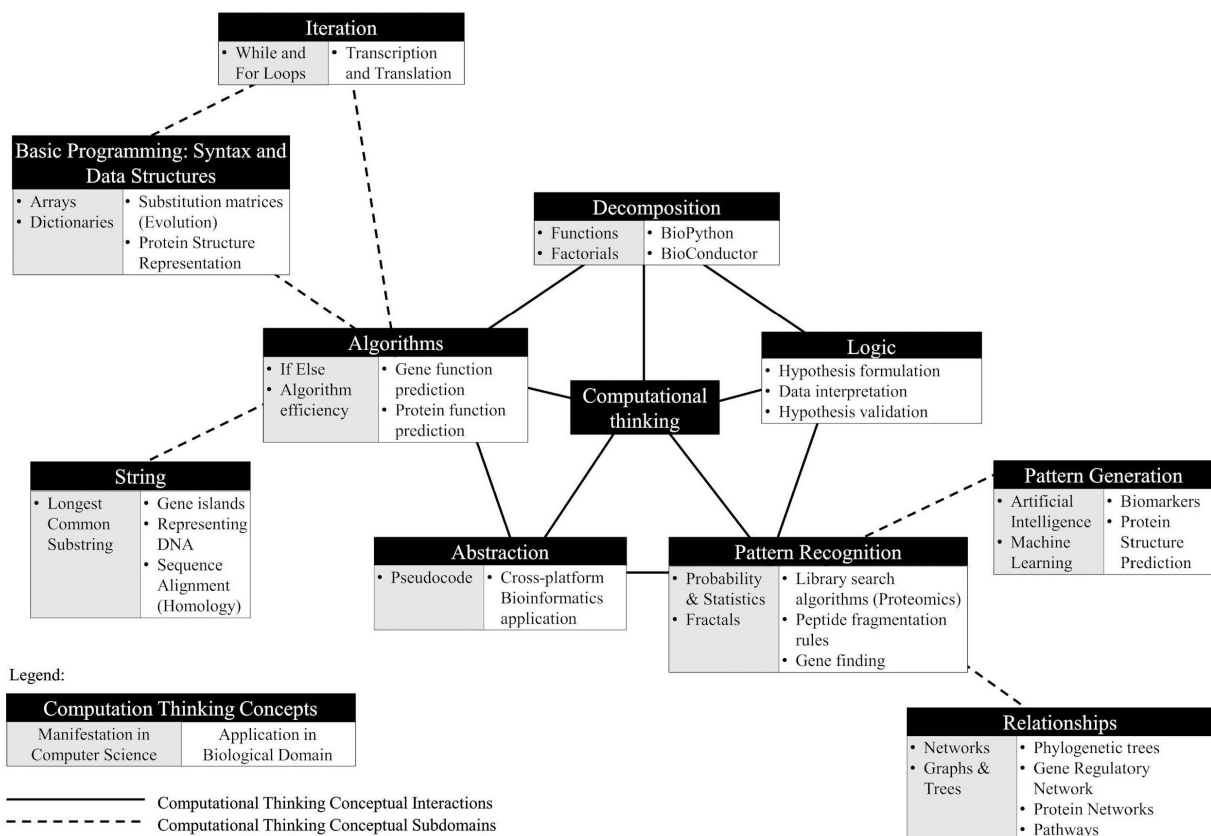 Iteration
• While and
For Loops
• Transcription
and Translation
Basic Programming: Syntax and
Data Structures
• Arrays
• Dictionaries
• Substitution matrices
(Evolution)
• Protein Structure
Representation
Decomposition
• Functions
• Factorials
• BioPython
• BioConductor
Algorithms
• If Else
• Algorithm
efficiency
• Gene function
prediction
• Protein function
prediction
Computational
thinking
Logic
• Hypothesis formulation
• Data interpretation
• Hypothesis validation
String
• Longest
Common
Substring
• Gene islands
• Representing
DNA
• Sequence
Alignment
(Homology)
Abstraction
• Pseudocode
• Cross-platform
Bioinformatics
application
Pattern Recognition
• Probability
& Statistics
• Fractals
• Library search
algorithms (Proteomics)
• Peptide fragmentation
rules
• Gene finding
Pattern Generation
• Artificial
Intelligence
• Machine
Learning
• Biomarkers
• Protein
Structure
Prediction
Relationships
• Networks
• Graphs &
Trees
• Phylogenetic trees
• Gene Regulatory
Network
• Protein Networks
• Pathways
Legend:
Computation Thinking Concepts
Manifestation in
Computer Science
Application in
Biological Domain
Computational Thinking Conceptual Interactions
Computational Thinking Conceptual Subdomains